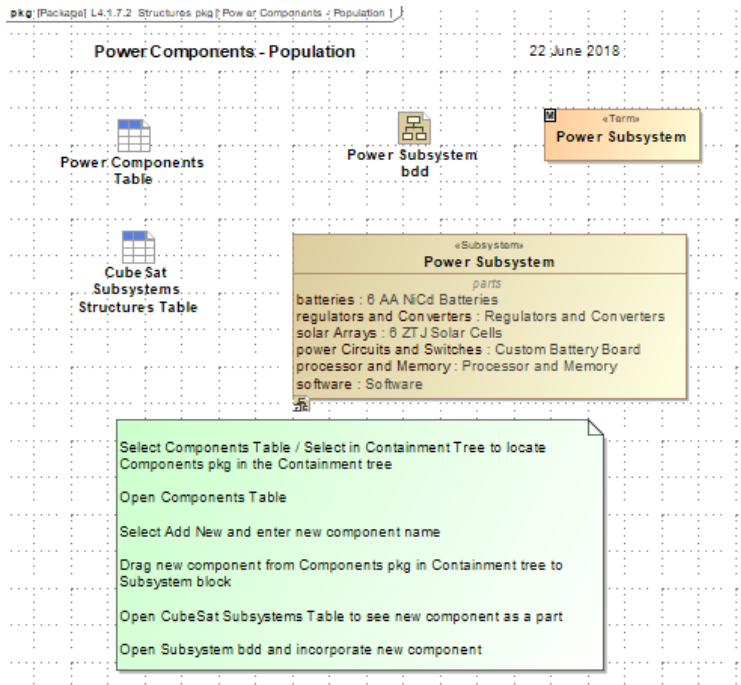 pkg [Package] L4.1.7.2 Structures pkg [ Power Components - Population ]
Power Components - Population
22 June 2018
Power Components
Table
Power Subsystem
bdd
M
«Term»
Power Subsystem
CubeSat
Subsystems
Structures Table
«Subsystem»
Power Subsystem
parts
batteries : 6 AA NiCd Batteries
regulators and Converters : Regulators and Converters
solar Arrays : 6 ZTJ Solar Cells
power Circuits and Switches : Custom Battery Board
processor and Memory : Processor and Memory
software : Software
Select Components Table / Select in Containment Tree to locate
Components pkg in the Containment tree
Open Components Table
Select Add New and enter new component name
Drag new component from Components pkg in Containment tree to
Subsystem block
Open CubeSat Subsystems Table to see new component as a part
Open Subsystem bdd and incorporate new component